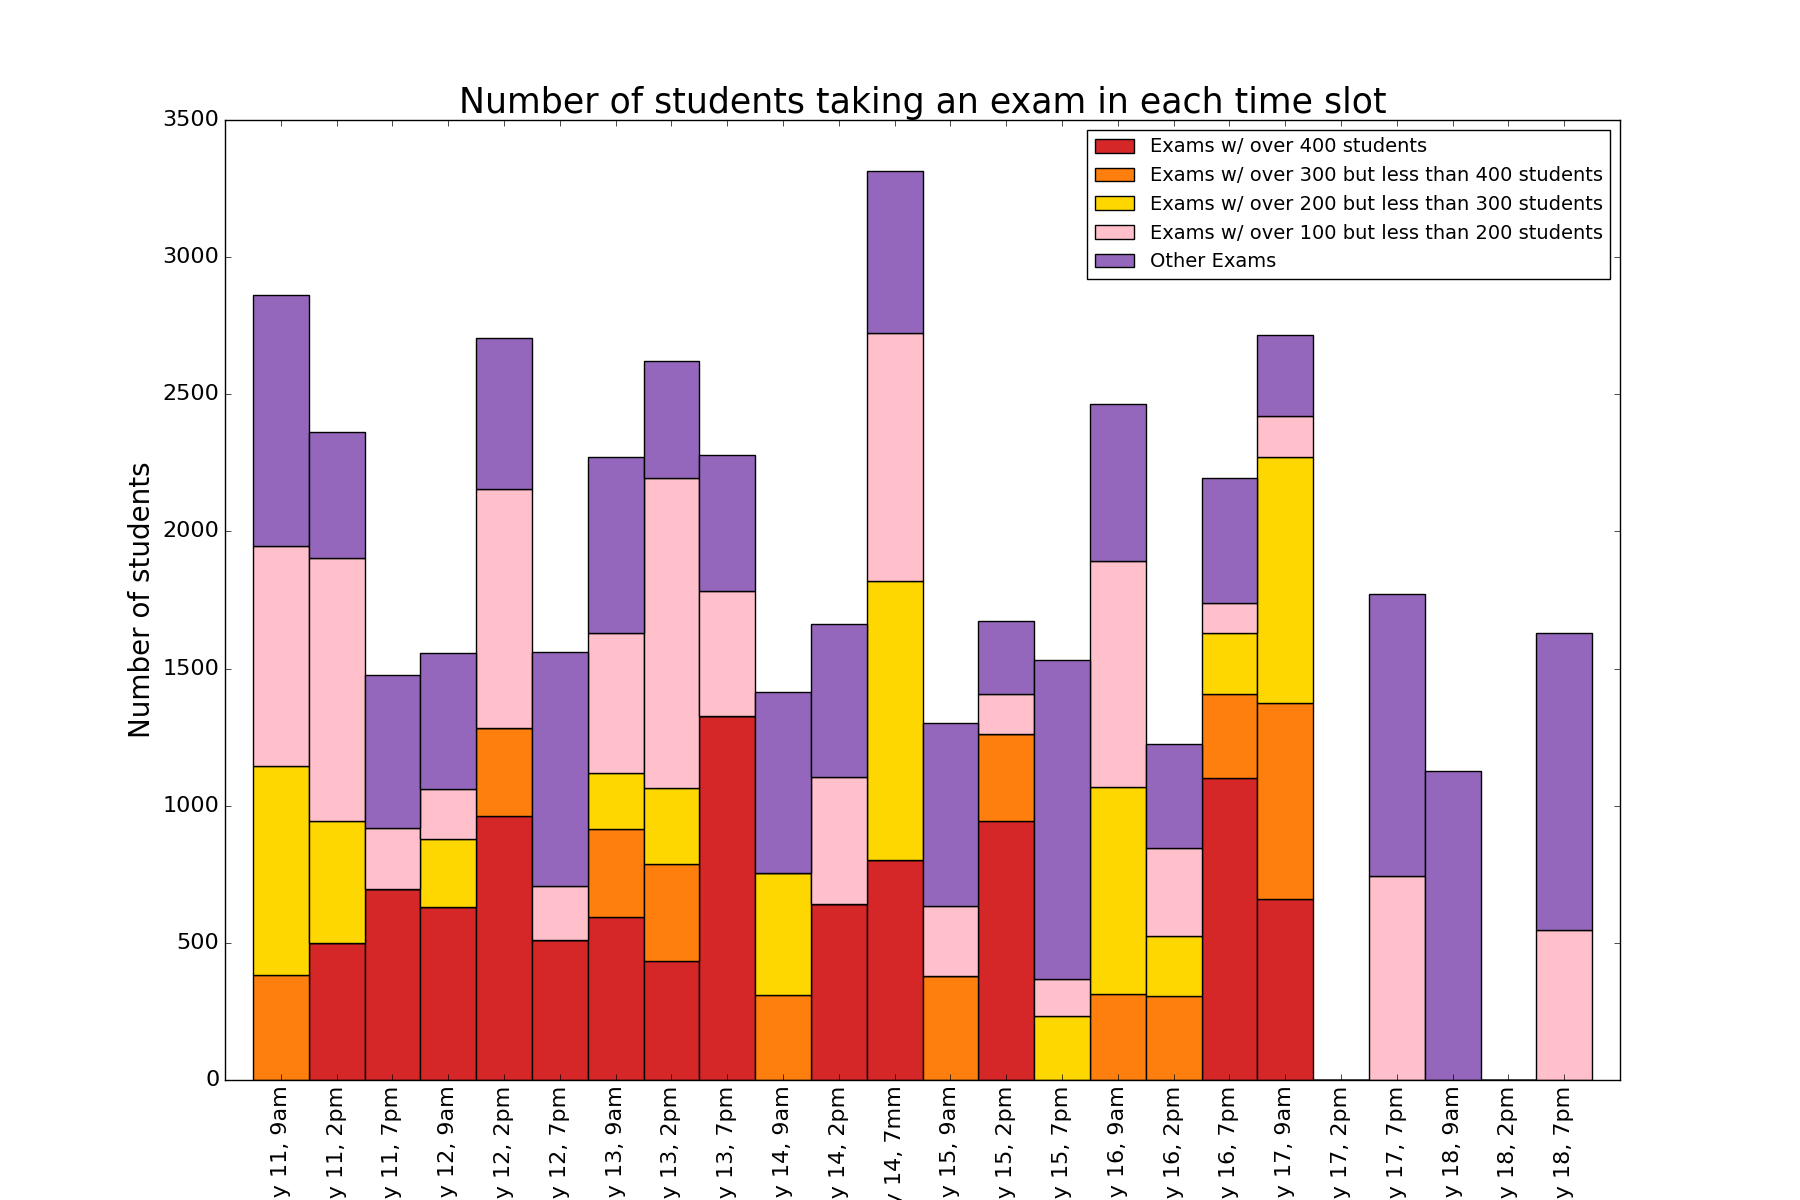 Number of students taking an exam in each time slot
Exams w/ over 400 students
Exams w/ over 300 but less than 400 students
Exams w/ over 200 but less than 300 students
Exams w/ over 100 but less than 200 students
Other Exams
Number of students
3500
3000
2500
2000
1500
1000
500
0
y 11, 9am
y 11, 2pm
y 11, 7pm
y 12, 9am
y 12, 2pm
y 12, 7pm
y 13, 9am
y 13, 2pm
y 13, 7pm
y 14, 9am
y 14, 2pm
y 14, 7mm
y 15, 9am
y 15, 2pm
y 15, 7pm
y 16, 9am
y 16, 2pm
y 16, 7pm
y 17, 9am
y 17, 2pm
y 17, 7pm
y 18, 9am
y 18, 2pm
y 18, 7pm